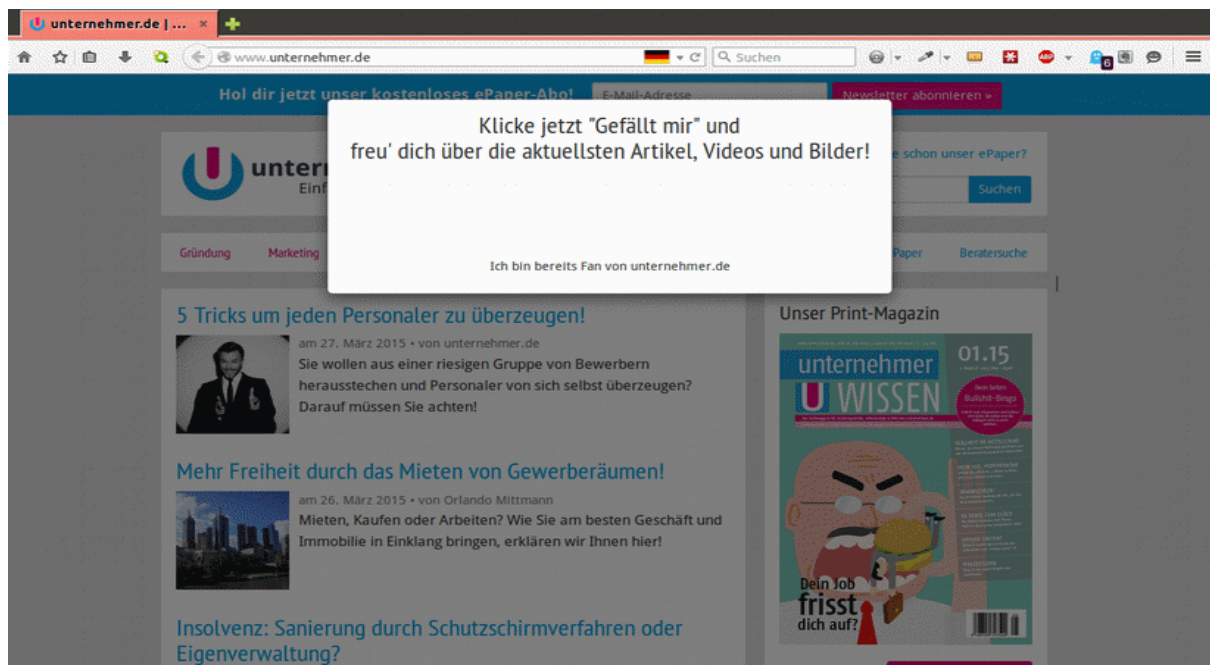 unternehmer.de | ...
www.unternehmer.de
Suchen
ABP
6
Hol dir jetzt unser kostenloses ePaper-Abo!
E-Mail-Adresse
Newsletter abonnieren »
Klicke jetzt "Gefällt mir" und
freu' dich über die aktuellsten Artikel, Videos und Bilder!
Ich bin bereits Fan von unternehmer.de
unter
Einf
schon unser ePaper?
Suchen
Gründung
Marketing
Paper
Beratersuche
5 Tricks um jeden Personaler zu überzeugen!
am 27. März 2015 • von unternehmer.de
Sie wollen aus einer riesigen Gruppe von Bewerbern
herausstechen und Personaler von sich selbst überzeugen?
Darauf müssen Sie achten!
Mehr Freiheit durch das Mieten von Gewerberäumen!
am 26. März 2015 • von Orlando Mittmann
Mieten, Kaufen oder Arbeiten? Wie Sie am besten Geschäft und
Immobilie in Einklang bringen, erklären wir Ihnen hier!
Insolvenz: Sanierung durch Schutzschirmverfahren oder
Eigenverwaltung?
Unser Print-Magazin
unternehmer
WISSEN
01.15
Bullshit-Bingo
Dein Job
frisst
dich auf?